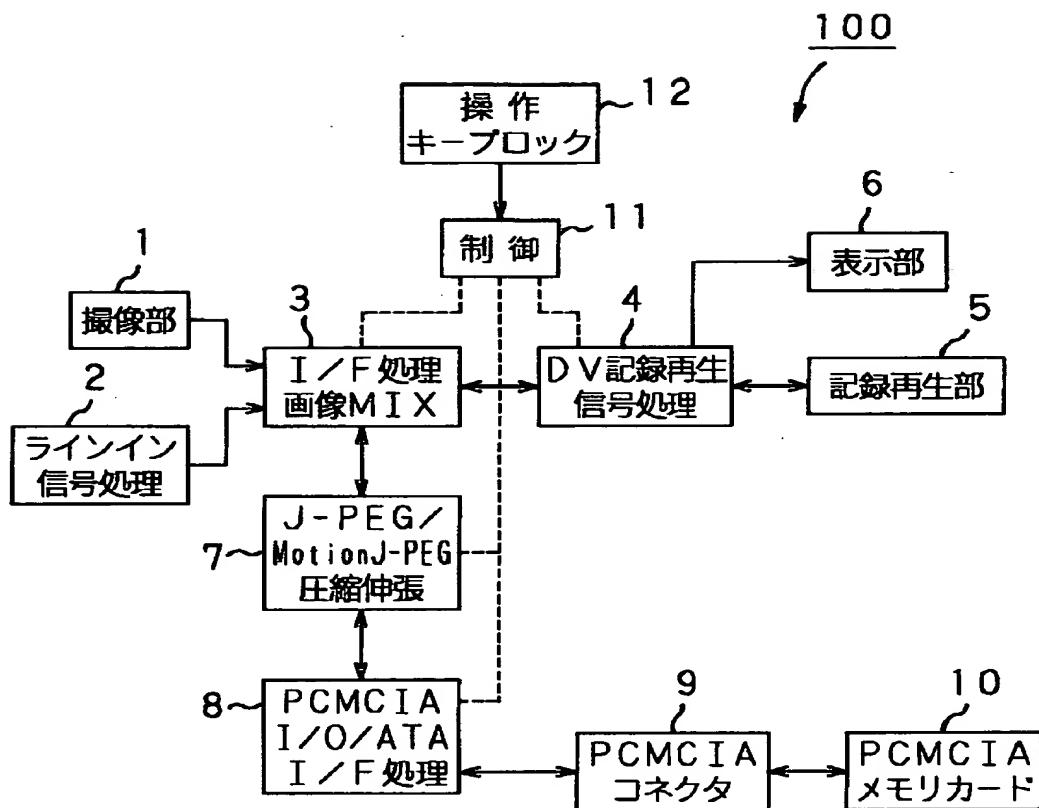 100
12
操作
キーブロック
11
制御
6
表示部
1
撮像部
3
I/F処理
画像MIX
4
DV記録再生
信号処理
5
記録再生部
2
ラインイン
信号処理
7
J-PEG/
MotionJ-PEG
圧縮伸張
8
PCMCIA
I/O/ATA
I/F処理
9
PCMCIA
コネクタ
10
PCMCIA
メモリカード